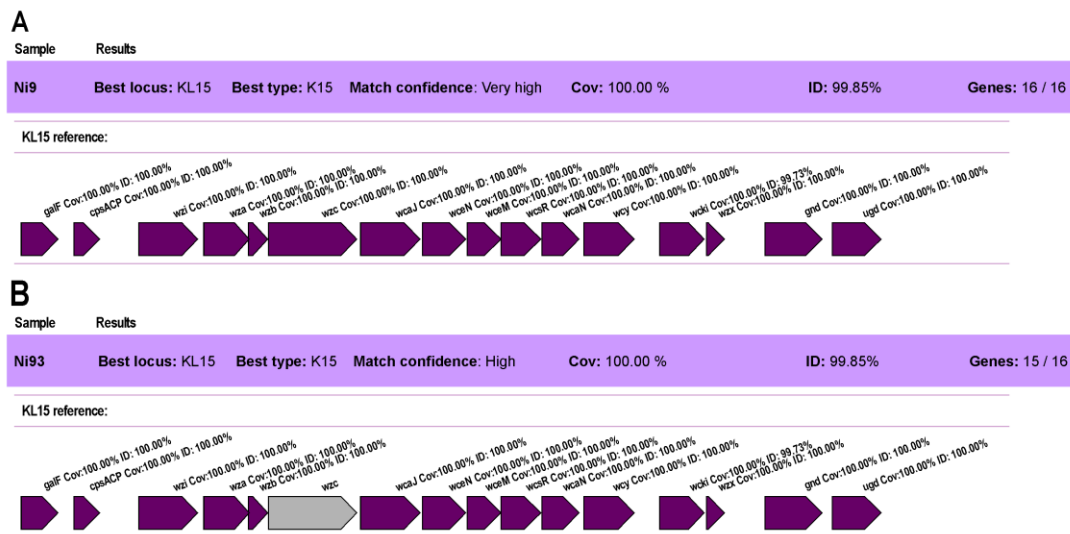 A
Sample Results
Ni9 Best locus: KL15 Best type: K15 Match confidence: Very high Cov: 100.00 % ID: 99.85% Genes: 16 / 16
KL15 reference:
galF Cov:100.00% ID: 100.00%
cpsACP Cov:100.00% ID: 100.00%
wzi Cov:100.00% ID: 100.00%
wza Cov:100.00% ID: 100.00%
wzb Cov:100.00% ID: 100.00%
wzc Cov:100.00% ID: 100.00%
wcaJ Cov:100.00% ID: 100.00%
wceN Cov:100.00% ID: 100.00%
wceM Cov:100.00% ID: 100.00%
wcsR Cov:100.00% ID: 100.00%
wcaN Cov:100.00% ID: 100.00%
wcy Cov:100.00% ID: 100.00%
wcki Cov:100.00% ID: 99.73%
wzx Cov:100.00% ID: 100.00%
gnd Cov:100.00% ID: 100.00%
ugd Cov:100.00% ID: 100.00%
B
Sample Results
Ni93 Best locus: KL15 Best type: K15 Match confidence: High Cov: 100.00 % ID: 99.85% Genes: 15 / 16
KL15 reference:
galF Cov:100.00% ID: 100.00%
cpsACP Cov:100.00% ID: 100.00%
wzi Cov:100.00% ID: 100.00%
wza Cov:100.00% ID: 100.00%
wzb Cov:100.00% ID: 100.00%
wzc
wcaJ Cov:100.00% ID: 100.00%
wceN Cov:100.00% ID: 100.00%
wceM Cov:100.00% ID: 100.00%
wcsR Cov:100.00% ID: 100.00%
wcaN Cov:100.00% ID: 100.00%
wcy Cov:100.00% ID: 100.00%
wcki Cov:100.00% ID: 99.73%
wzx Cov:100.00% ID: 100.00%
gnd Cov:100.00% ID: 100.00%
ugd Cov:100.00% ID: 100.00%